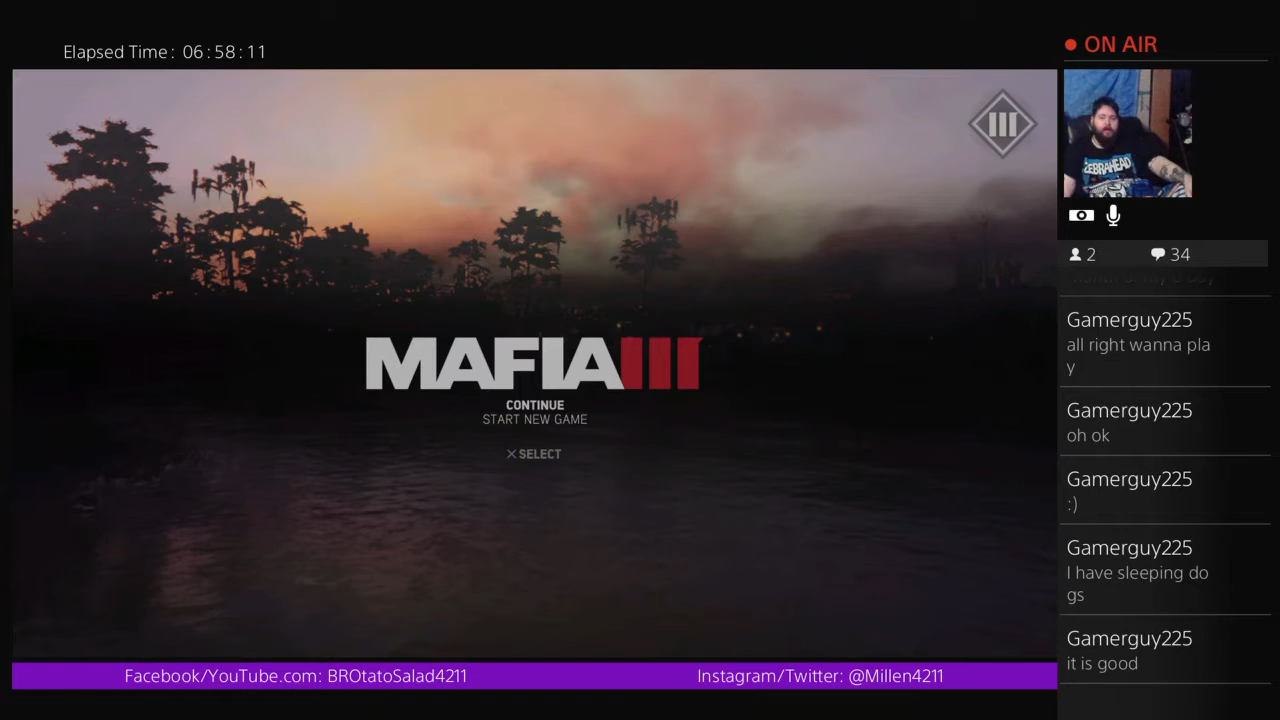 Elapsed Time: 06:58:11
ON AIR
III
ZEBRAHEAD
2
34
Gamerguy225
all right wanna pla
y
MAFIA III
CONTINUE
START NEW GAME
SELECT
Gamerguy225
oh ok
Gamerguy225
:)
Gamerguy225
I have sleeping do
gs
Gamerguy225
it is good
Facebook/YouTube.com: BROtatoSalad4211
Instagram/Twitter: @Millen4211